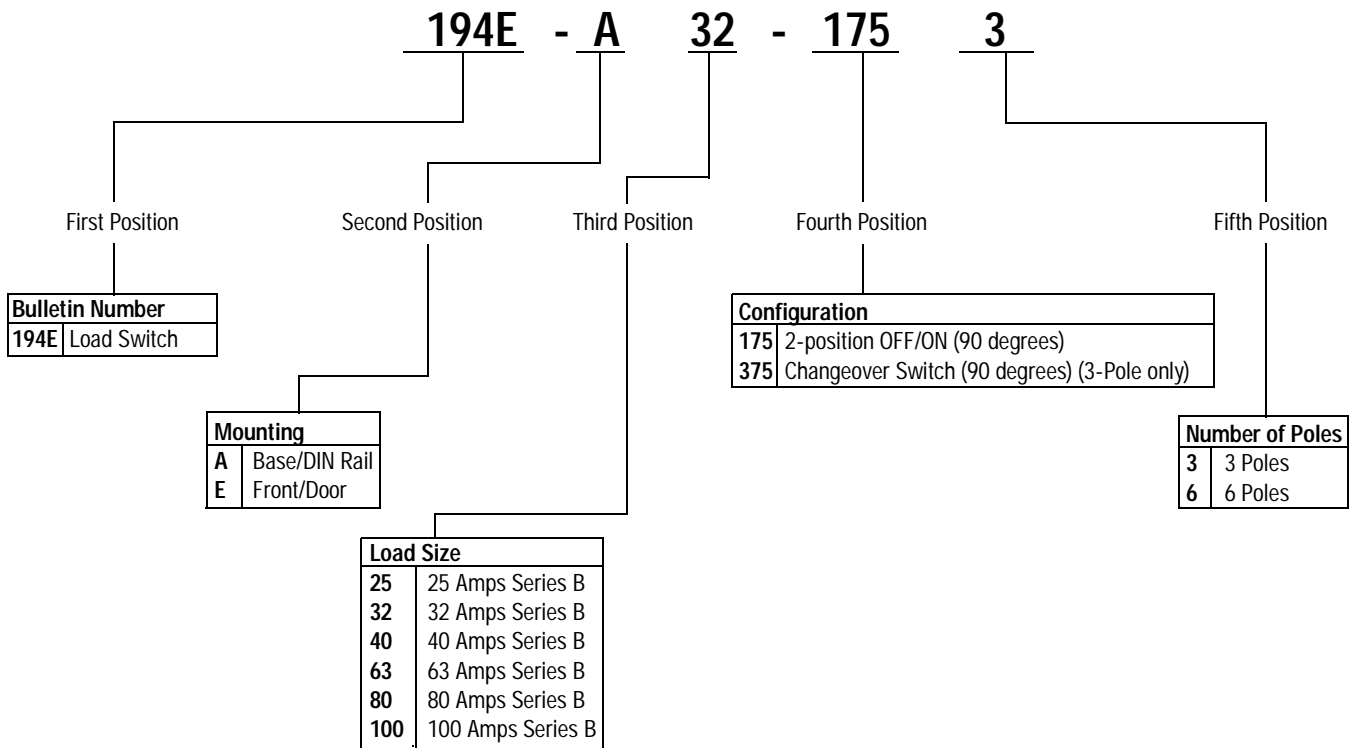 194E - A 32 - 175 3
First Position Second Position Third Position Fourth Position Fifth Position
Bulletin Number
194E Load Switch
Configuration
175 2-position OFF/ON (90 degrees)
375 Changeover Switch (90 degrees) (3-Pole only)
Mounting
A Base/DIN Rail
E Front/Door
Number of Poles
3 3 Poles
6 6 Poles
Load Size
25 25 Amps Series B
32 32 Amps Series B
40 40 Amps Series B
63 63 Amps Series B
80 80 Amps Series B
100 100 Amps Series B